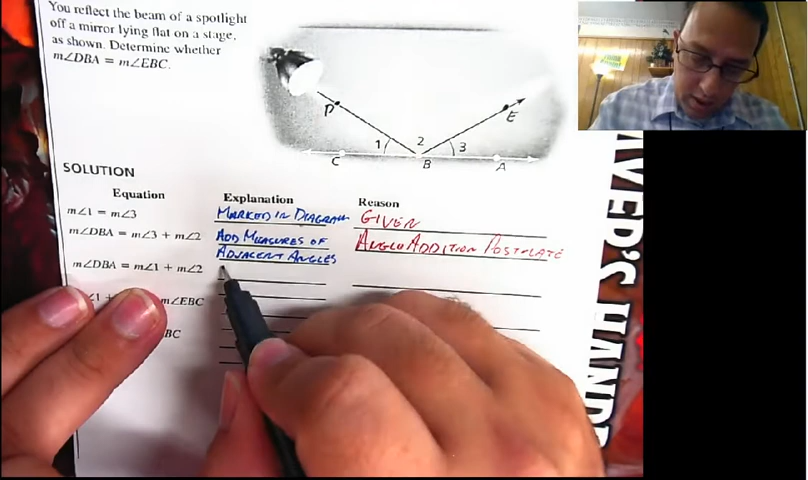 You reflect the beam of a spotlight
off a mirror lying flat on a stage,
as shown. Determine whether
m∠DBA = m∠EBC.
D
E
1
2
3
C
B
A
SOLUTION
Equation Explanation Reason
m∠1 = m∠3 MARKED IN DIAGRAM GIVEN
m∠DBA = m∠3 + m∠2 ADD MEASURES OF ANGLE ADDITION POSTULATE
ADJACENT ANGLES
m∠DBA = m∠1 + m∠2
∠1 + m∠EBC
BC